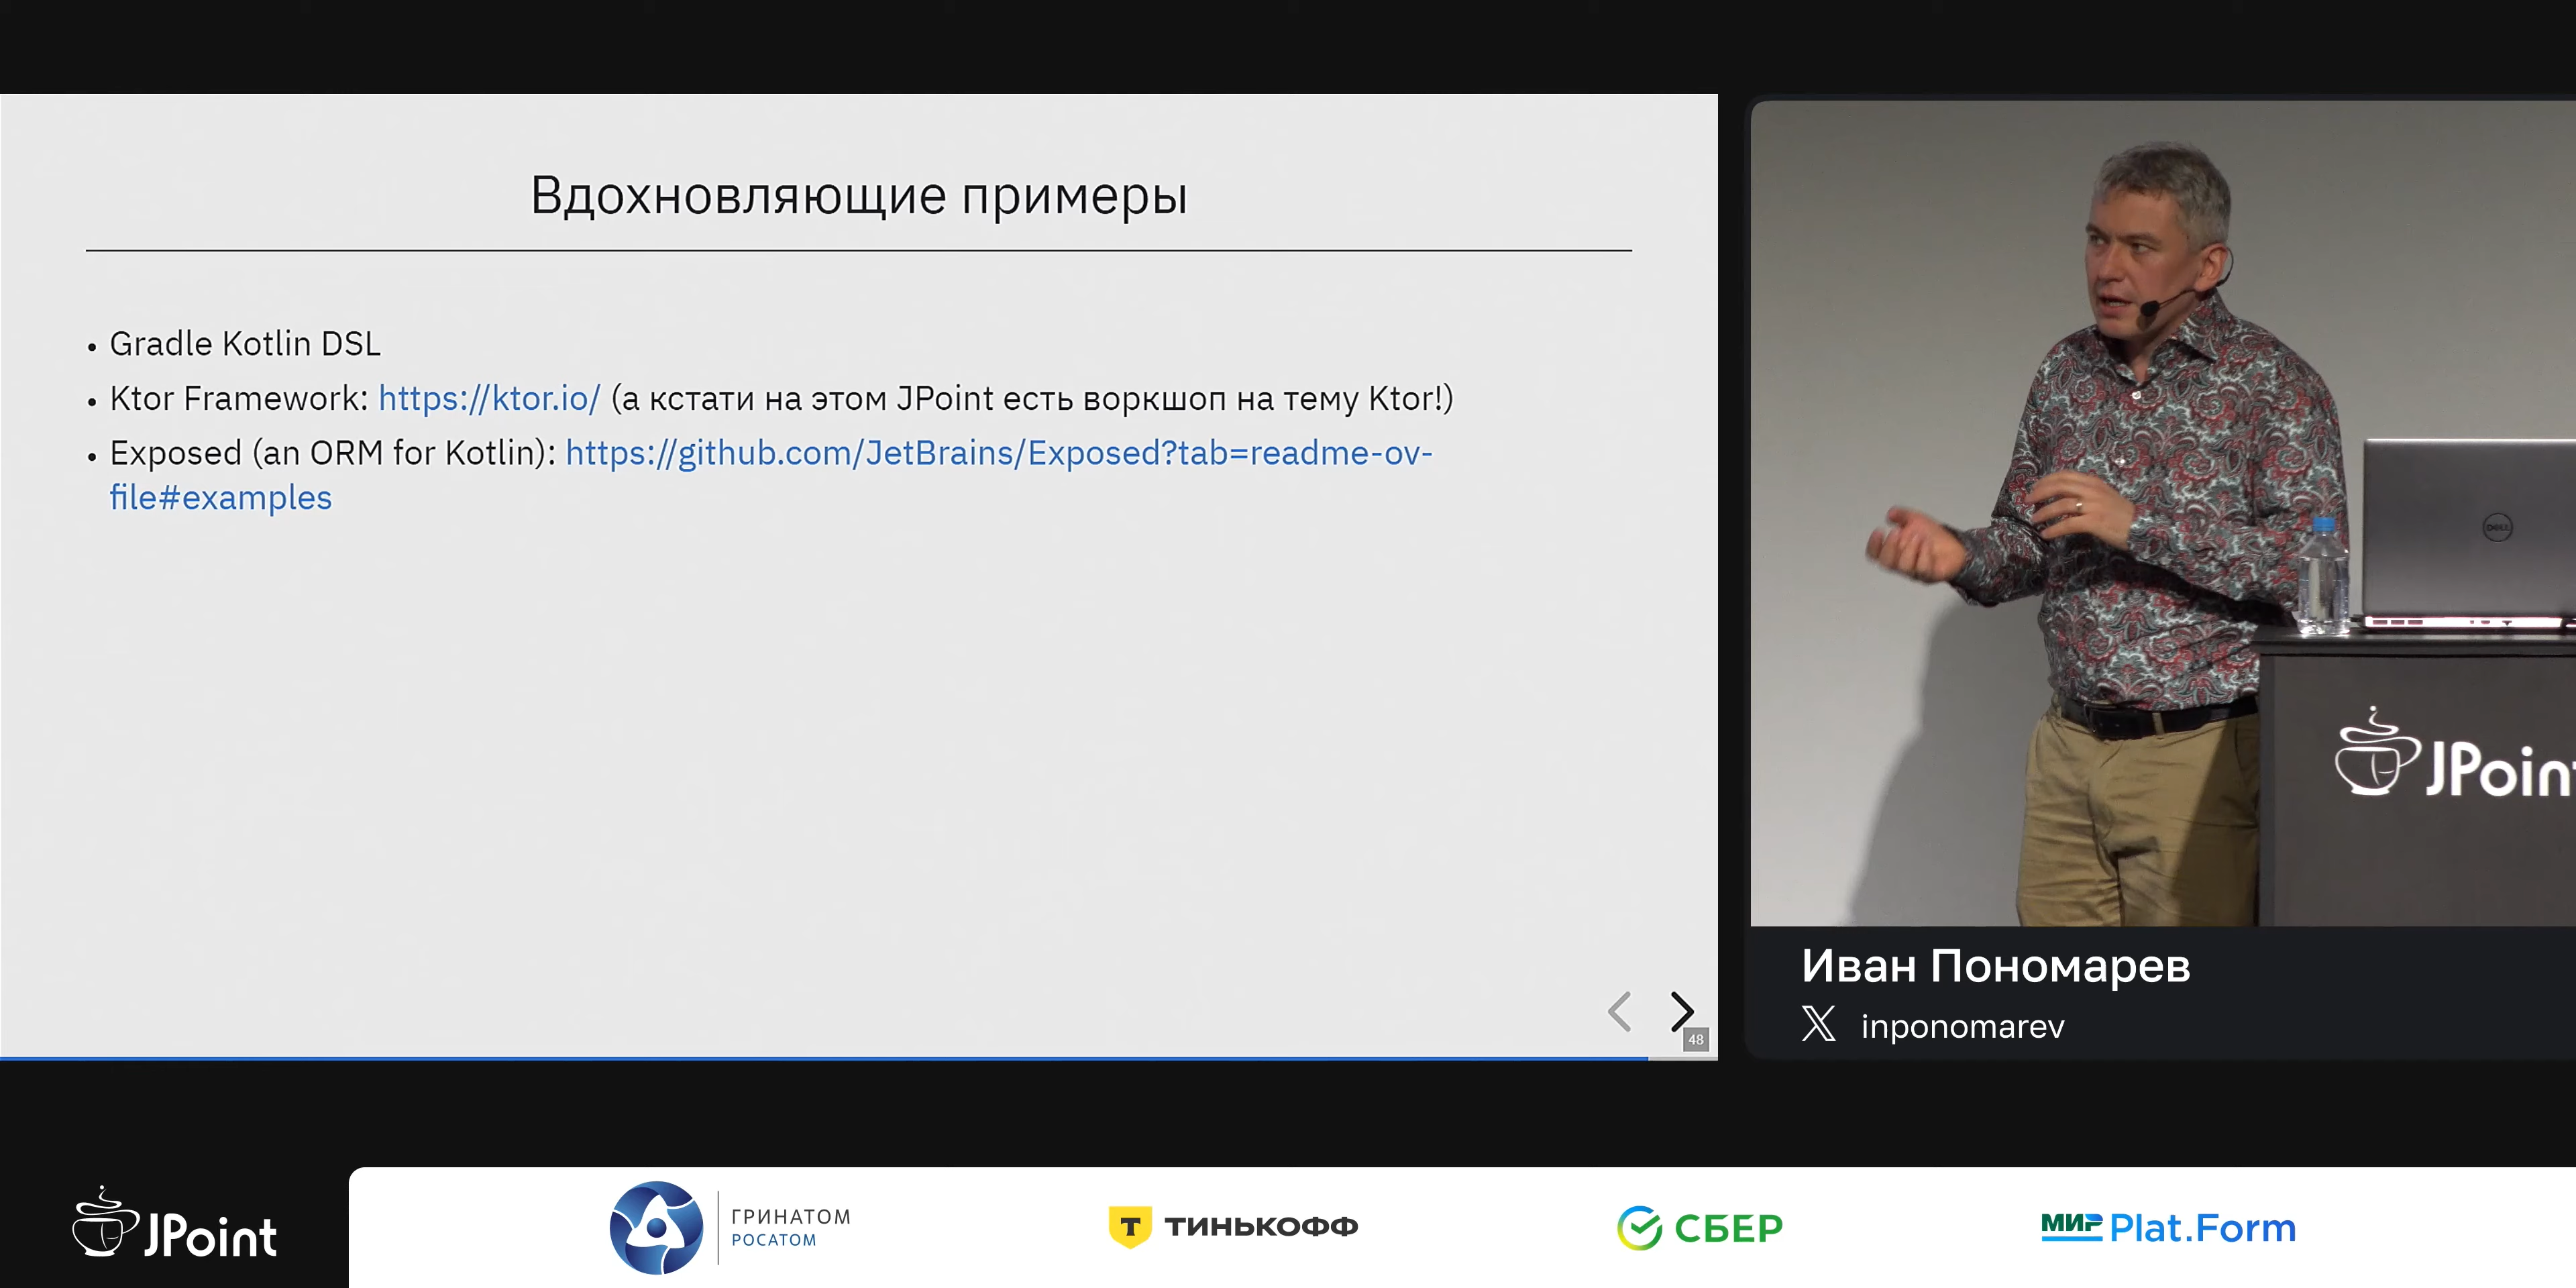 Вдохновляющие примеры
• Gradle Kotlin DSL
• Ktor Framework: https://ktor.io/ (а кстати на этом JPoint есть воркшоп на тему Ktor!)
• Exposed (an ORM for Kotlin): https://github.com/JetBrains/Exposed?tab=readme-ov-
file#examples
48
DELL
JPoint
Иван Пономарев
X inponomarev
JPoint
ГРИНАТОМ
РОСАТОМ
Т ТИНЬКОФФ
СБЕР
МИР Plat.Form